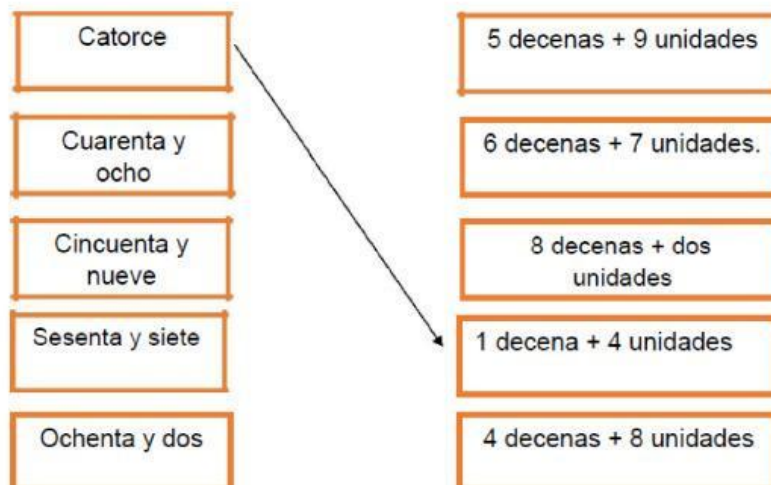 Catorce
5 decenas + 9 unidades
Cuarenta y
ocho
6 decenas + 7 unidades.
Cincuenta y
nueve
8 decenas + dos
unidades
Sesenta y siete
1 decena + 4 unidades
Ochenta y dos
4 decenas + 8 unidades